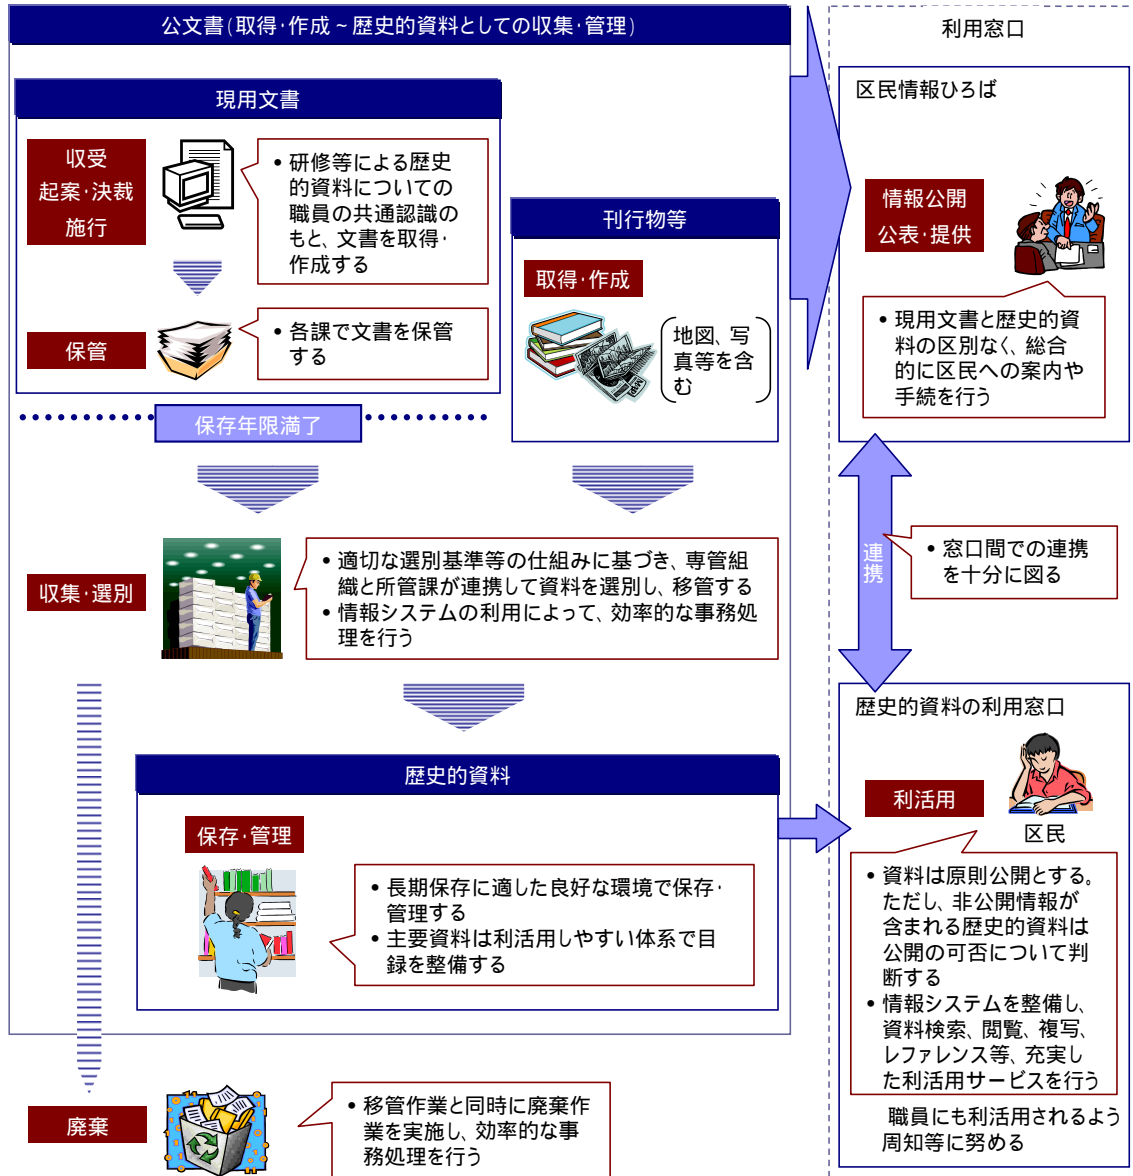 公文書(取得･作成～歴史的資料としての収集･管理)
現用文書
収受
起案･決裁
施行
• 研修等による歴史
的資料についての
職員の共通認識の
もと、文書を取得･
作成する
保管
• 各課で文書を保管
する
保存年限満了
刊行物等
取得･作成
地図、写
真等を含
む
収集･選別
• 適切な選別基準等の仕組みに基づき、専管組
織と所管課が連携して資料を選別し、移管する
• 情報システムの利用によって、効率的な事務処
理を行う
歴史的資料
保存･管理
• 長期保存に適した良好な環境で保存･
管理する
• 主要資料は利活用しやすい体系で目
録を整備する
廃棄
• 移管作業と同時に廃棄作
業を実施し、効率的な事
務処理を行う
利用窓口
区民情報ひろば
情報公開
公表･提供
• 現用文書と歴史的資
料の区別なく、総合
的に区民への案内や
手続を行う
連携
• 窓口間での連携
を十分に図る
歴史的資料の利用窓口
利活用
区民
• 資料は原則公開とする。
ただし、非公開情報が
含まれる歴史的資料は
公開の可否について判
断する
• 情報システムを整備し、
資料検索、閲覧、複写、
レファレンス等、充実し
た利活用サービスを行う
職員にも利活用されるよう
周知等に努める